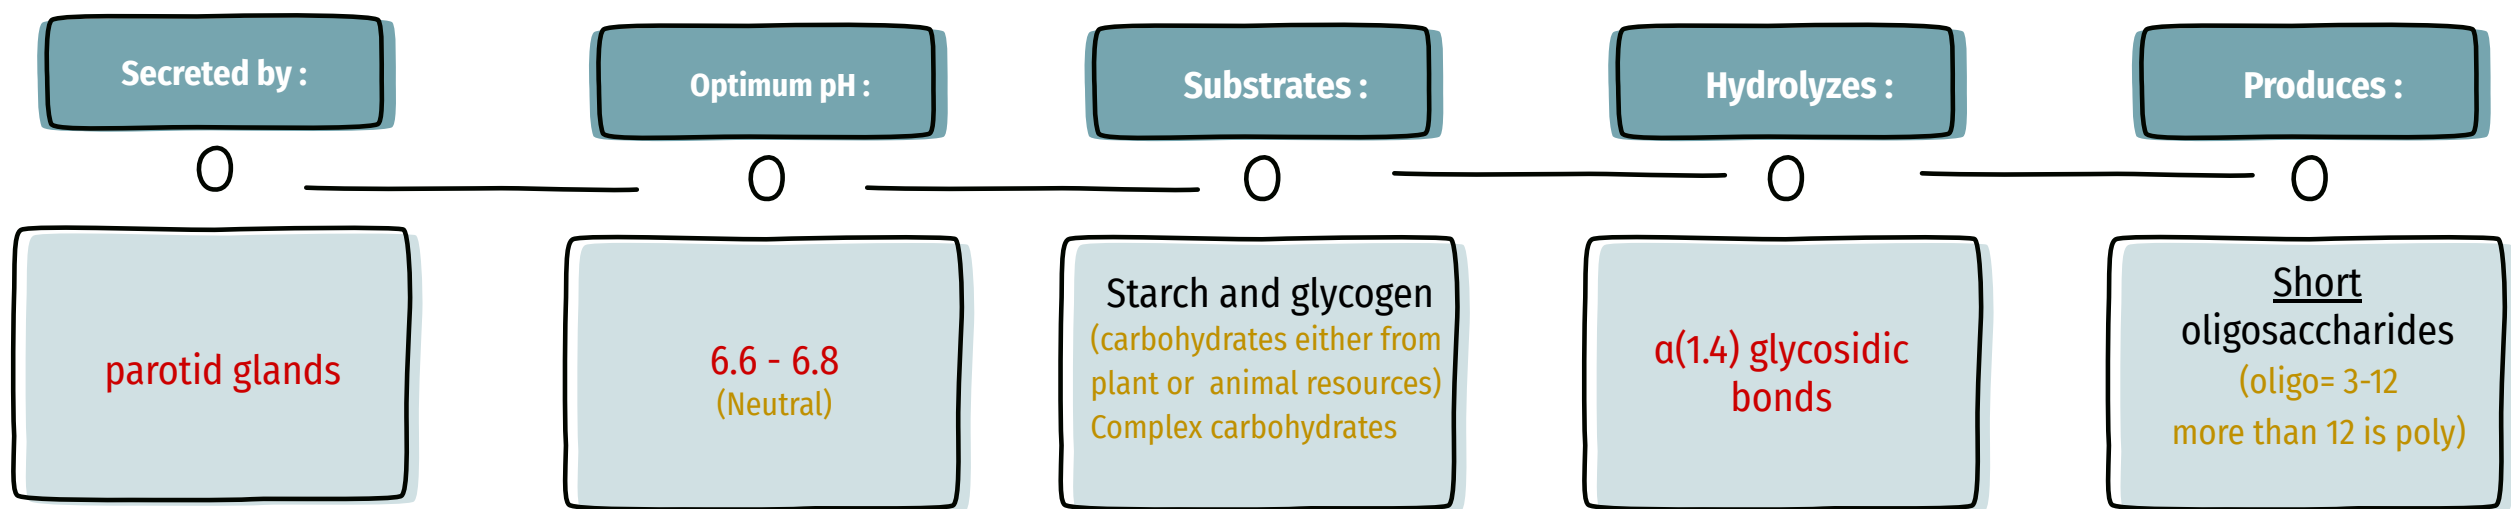 Secreted by :
Optimum pH :
Substrates :
Hydrolyzes :
Produces :
parotid glands
6.6 - 6.8
(Neutral)
Starch and glycogen
(carbohydrates either from
plant or animal resources)
Complex carbohydrates
α(1.4) glycosidic
bonds
Short
oligosaccharides
(oligo= 3-12
more than 12 is poly)